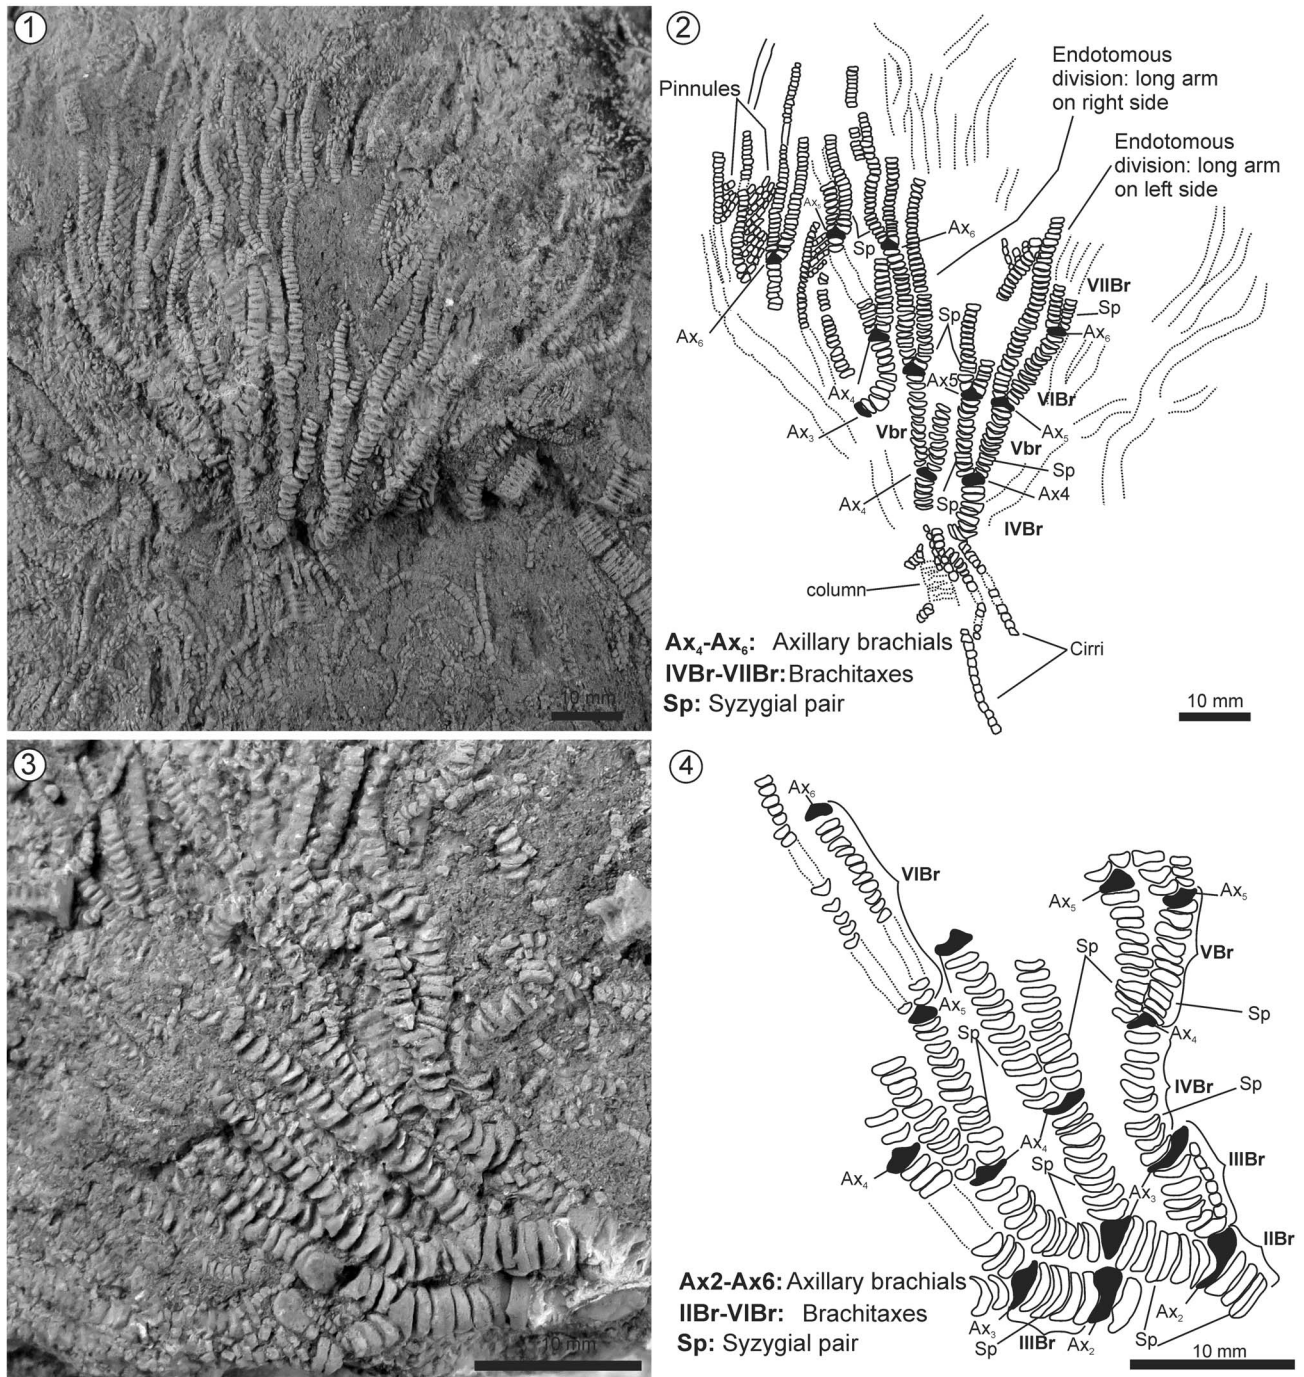 1
2
Endotomous
division: long arm
on right side
Pinnules
Endotomous
division: long arm
on left side
Ax₅
Sp
Ax₆
VIIBr
Sp
Sp
Ax₆
Ax₆
Ax5
Ax₄
VIBr
Ax₃
Vbr
Ax₅
Vbr
Sp
Ax₄
Sp
Ax4
IVBr
column
Ax₄-Ax₆: Axillary brachials
Cirri
IVBr-VIIBr: Brachitaxes
Sp: Syzygial pair
10 mm
10 mm
3
4
Ax₆
VIBr
Ax₅
Ax₅
Sp
VBr
Ax₅
Sp
Sp
Ax₄
IVBr
Sp
Ax₄
Ax₄
Sp
IIIBr
Ax₃
IIBr
Ax2-Ax6: Axillary brachials
IIBr-VIBr: Brachitaxes
Ax₂
Ax₃
Sp
IIIBr
Ax₂
Sp
Sp: Syzygial pair
10 mm
10 mm